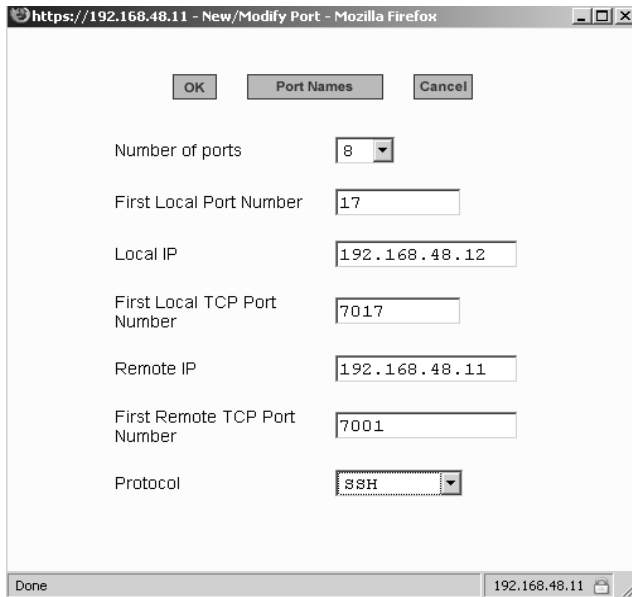 https://192.168.48.11 - New/Modify Port - Mozilla Firefox
OK Port Names Cancel
Number of ports 8
First Local Port Number 17
Local IP 192.168.48.12
First Local TCP Port
Number 7017
Remote IP 192.168.48.11
First Remote TCP Port
Number 7001
Protocol SSH
Done 192.168.48.11